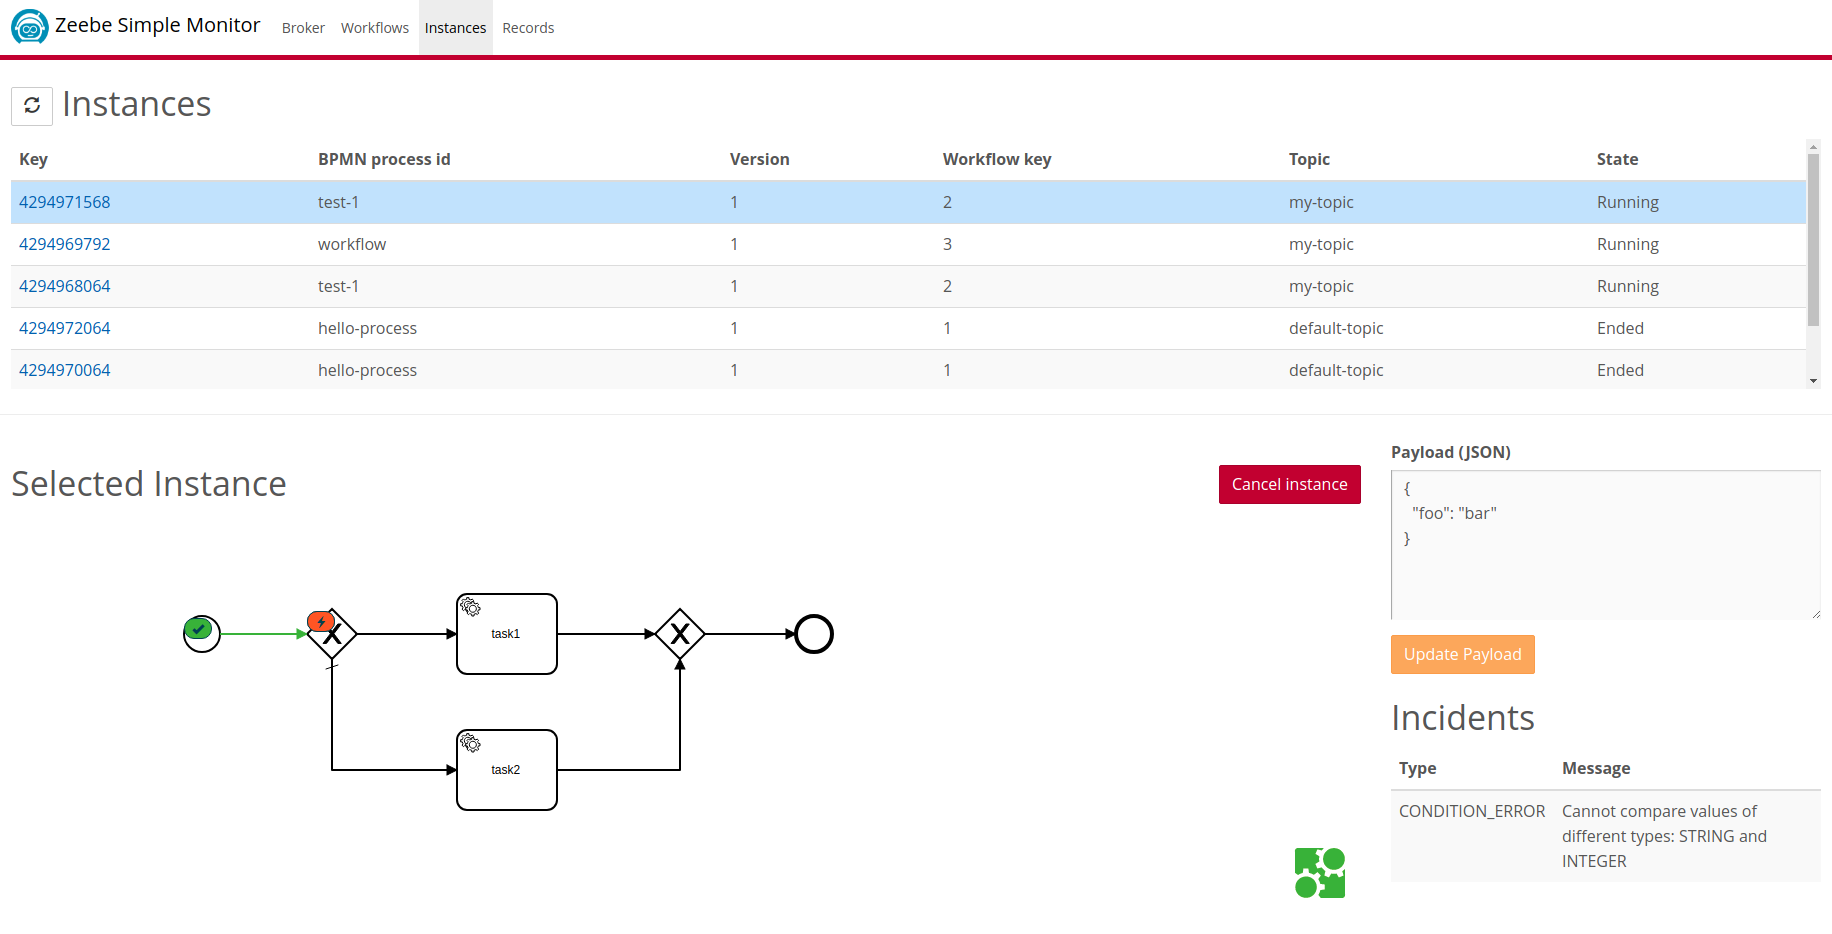 Zeebe Simple Monitor Broker Workflows Instances Records
Instances
Key BPMN process id Version Workflow key Topic State
4294971568 test-1 1 2 my-topic Running
4294969792 workflow 1 3 my-topic Running
4294968064 test-1 1 2 my-topic Running
4294972064 hello-process 1 1 default-topic Ended
4294970064 hello-process 1 1 default-topic Ended
Selected Instance
Cancel instance
task1
task2
Payload (JSON)
{
"foo": "bar"
}
Update Payload
Incidents
Type Message
CONDITION_ERROR Cannot compare values of
different types: STRING and
INTEGER